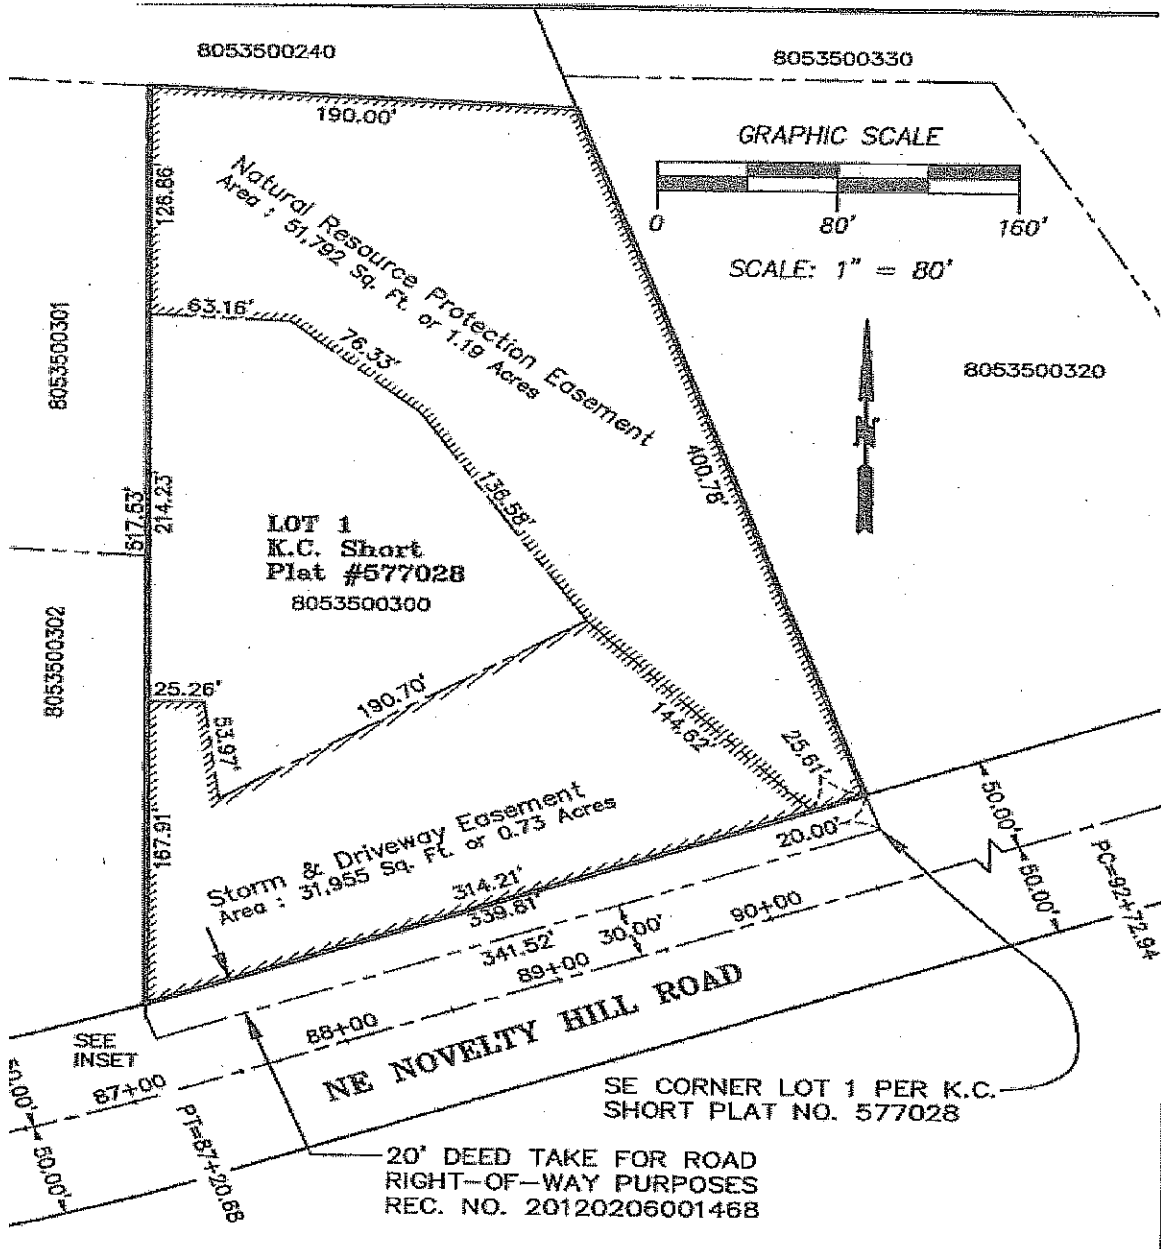 8053500240
8053500330
190.00'
GRAPHIC SCALE
0 80' 160'
SCALE: 1" = 80'
126.86'
Natural Resource Protection Easement
Area : 51,792 Sq. Ft. or 1.19 Acres
63.16'
76.33'
8053500301
8053500320
N
400.78'
136.58'
517.53'
214.23'
LOT 1
K.C. Short
Plat #577028
8053500300
8053500302
25.26'
53.97'
190.70'
144.62'
25.61'
20.00'
50.00'
50.00'
PC=92+72.94
167.91'
Storm & Driveway Easement
Area : 31,955 Sq. Ft. or 0.73 Acres
314.21'
339.81'
341.52'
30.00'
90+00
89+00
88+00
87+00
NE NOVELTY HILL ROAD
SEE
INSET
50.00'
50.00'
PT=87+20.68
SE CORNER LOT 1 PER K.C.
SHORT PLAT NO. 577028
20' DEED TAKE FOR ROAD
RIGHT-OF-WAY PURPOSES
REC. NO. 20120206001468